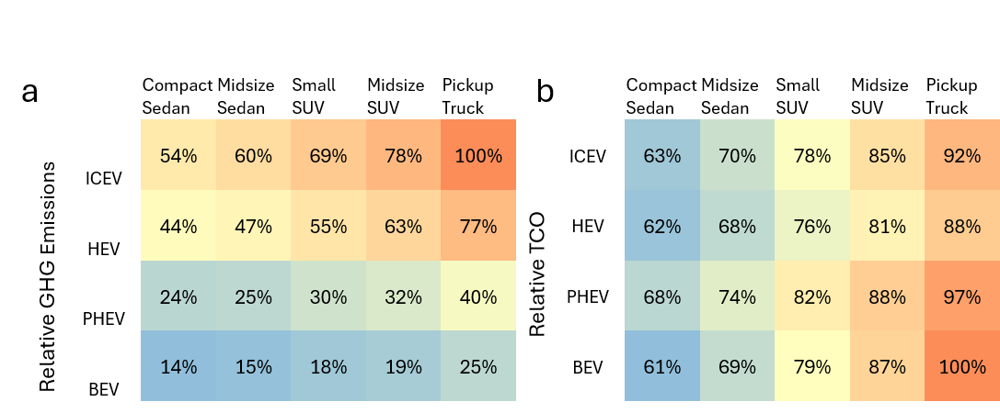 a
Compact Midsize Small Midsize Pickup
Sedan Sedan SUV SUV Truck
Relative GHG Emissions
ICEV 54% 60% 69% 78% 100%
HEV 44% 47% 55% 63% 77%
PHEV 24% 25% 30% 32% 40%
BEV 14% 15% 18% 19% 25%
b
Compact Midsize Small Midsize Pickup
Sedan Sedan SUV SUV Truck
Relative TCO
ICEV 63% 70% 78% 85% 92%
HEV 62% 68% 76% 81% 88%
PHEV 68% 74% 82% 88% 97%
BEV 61% 69% 79% 87% 100%